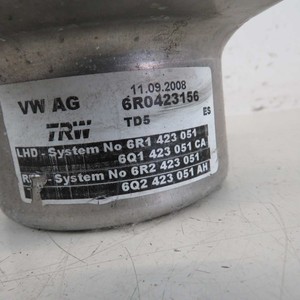 11.09.2008
VW AG 6R0423156
TRW TD5 ES
LHD - System No 6R1 423 051
6Q1 423 051 CA
System No 6R2 423 051
6Q2 423 051 AH